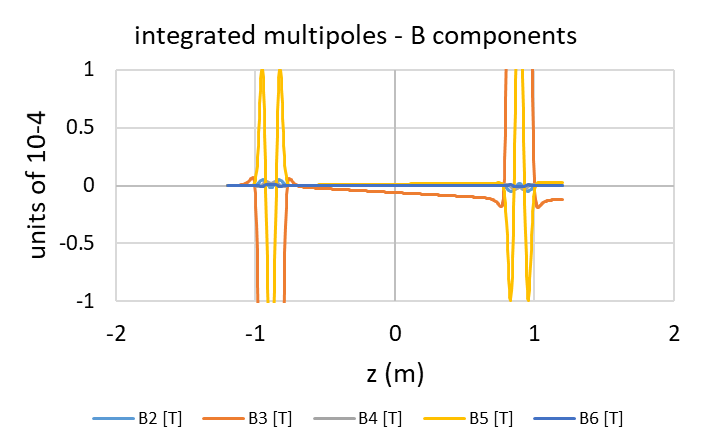 integrated multipoles - B components
units of 10-4
1
0.5
0
-0.5
-1
-2 -1 0 1 2
z (m)
B2 [T] B3 [T] B4 [T] B5 [T] B6 [T]